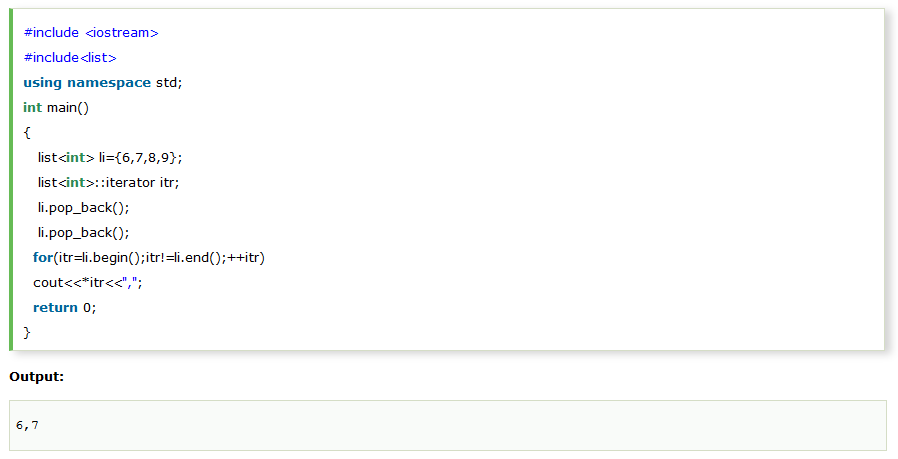 #include <iostream>
#include<list>
using namespace std;
int main()
{
list<int> li={6,7,8,9};
list<int>::iterator itr;
li.pop_back();
li.pop_back();
for(itr=li.begin();itr!=li.end();++itr)
cout<<*itr<<",";
return 0;
}
Output:
6,7